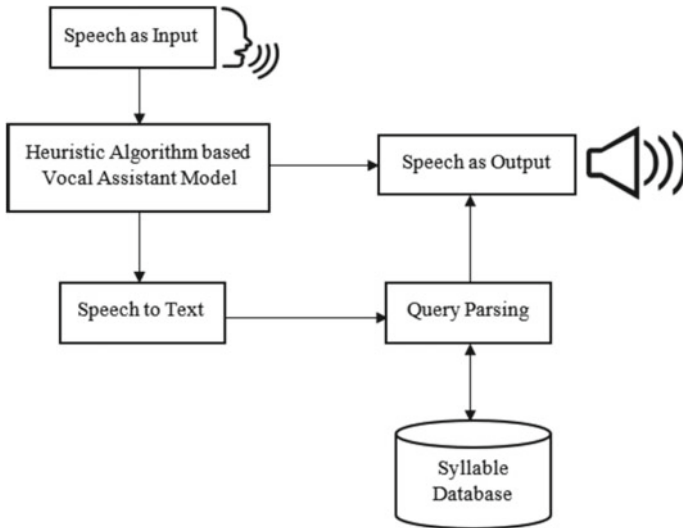 Speech as Input
Heuristic Algorithm based
Vocal Assistant Model
Speech as Output
Speech to Text
Query Parsing
Syllable
Database